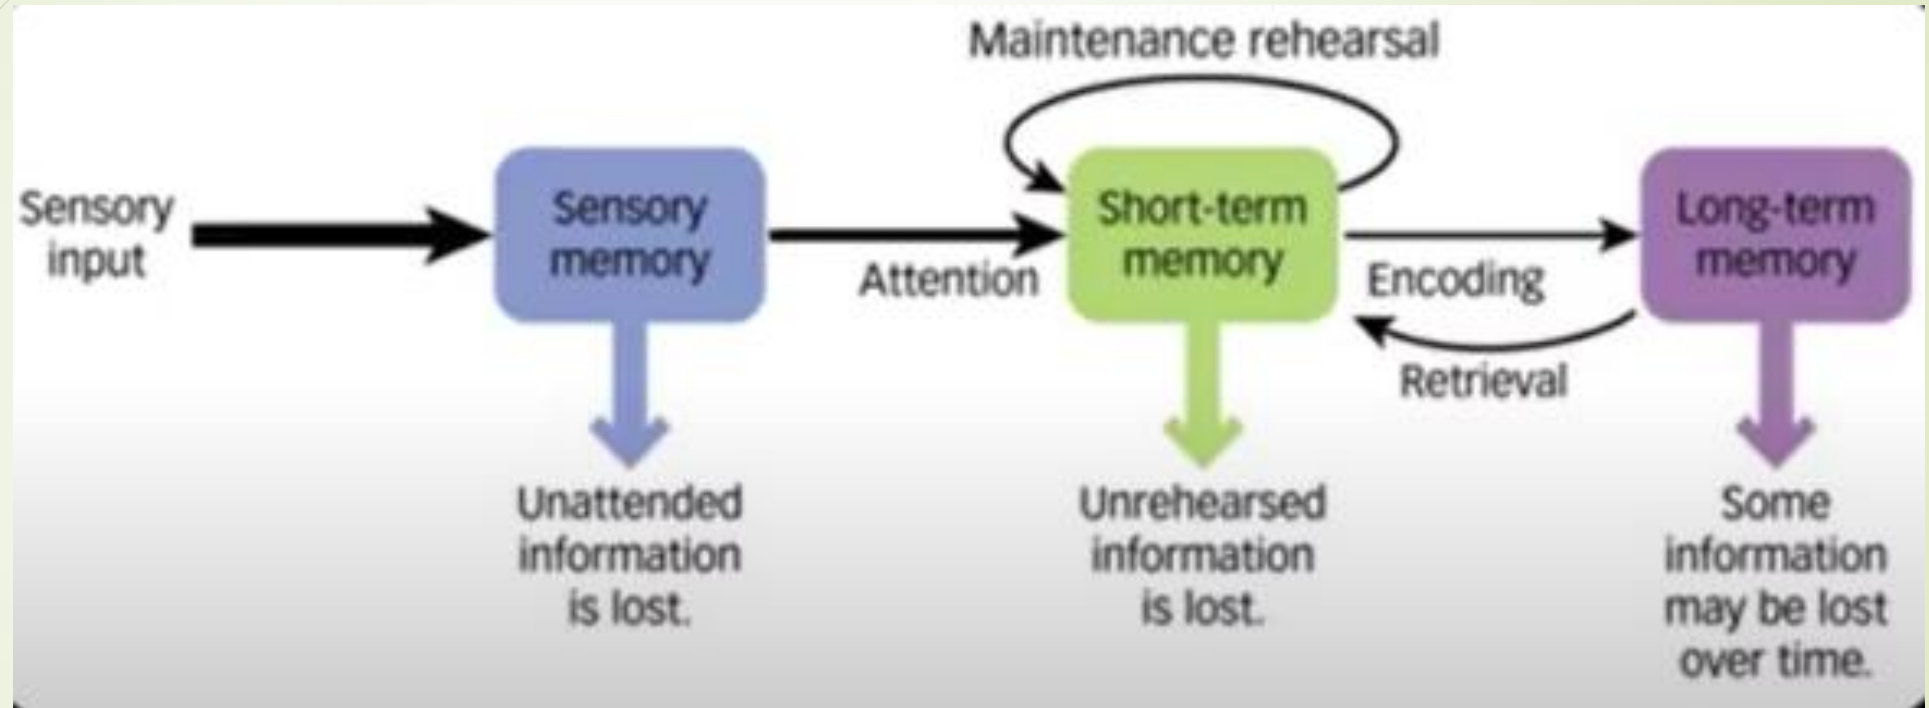 Maintenance rehearsal
Sensory
input
Sensory
memory
Attention
Short-term
memory
Encoding
Retrieval
Long-term
memory
Unattended
information
is lost.
Unrehearsed
information
is lost.
Some
information
may be lost
over time.